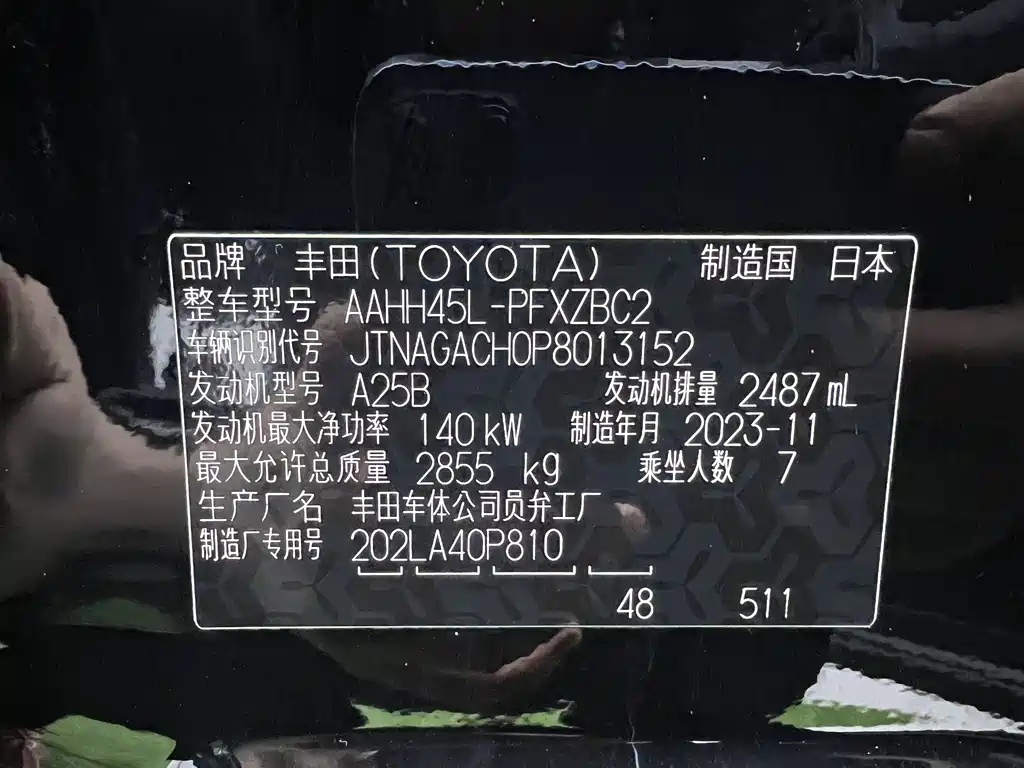 品牌 丰田(TOYOTA) 制造国 日本
整车型号 AAHH45L-PFXZBC2
车辆识别代号 JTNAGACH0P8013152
发动机型号 A25B 发动机排量 2487 mL
发动机最大净功率 140 kW 制造年月 2023-11
最大允许总质量 2855 kg 乘坐人数 7
生产厂名 丰田车体公司员弁工厂
制造厂专用号 202LA40P810
48 511